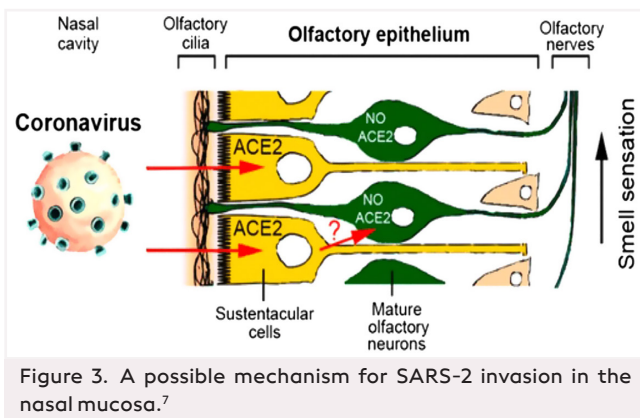 Nasal
cavity
Olfactory
cilia
Olfactory epithelium
Olfactory
nerves
Coronavirus
ACE2
NO
ACE2
ACE2
NO
ACE2
?
Smell sensation
Sustentacular
cells
Mature
olfactory
neurons
Figure 3. A possible mechanism for SARS-2 invasion in the
nasal mucosa.⁷